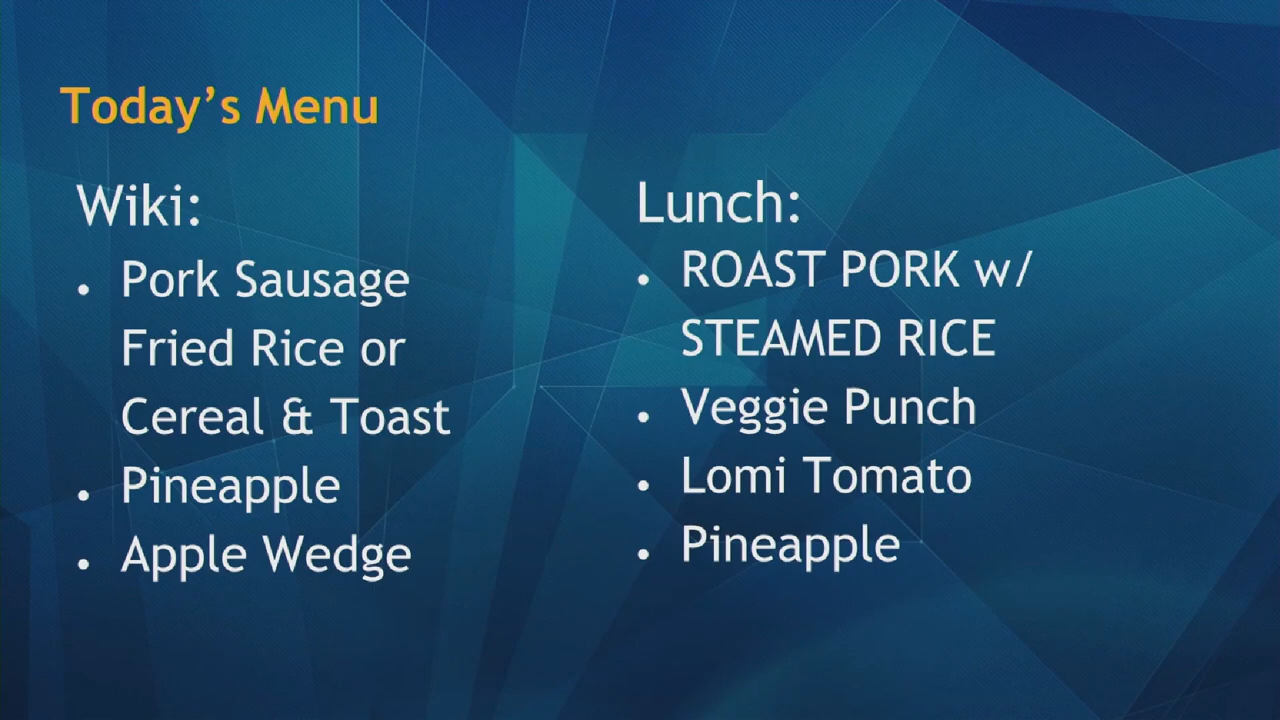 Today’s Menu
Wiki:
• Pork Sausage
Fried Rice or
Cereal & Toast
• Pineapple
• Apple Wedge
Lunch:
• ROAST PORK w/
STEAMED RICE
• Veggie Punch
• Lomi Tomato
• Pineapple